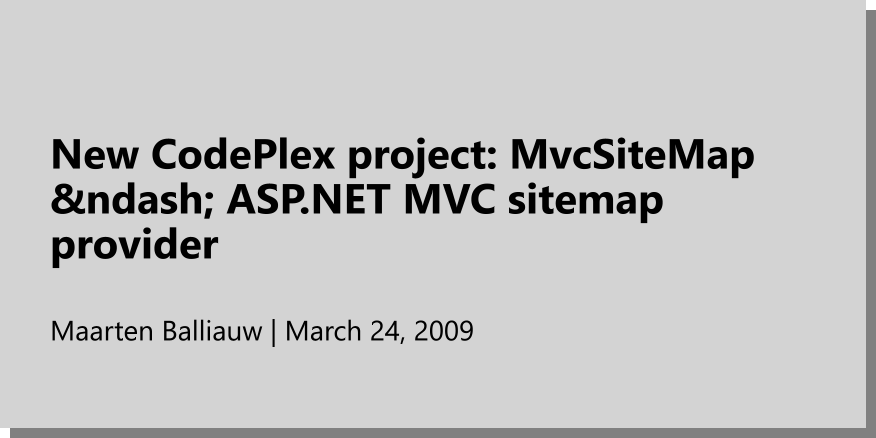 New CodePlex project: MvcSiteMap
&ndash; ASP.NET MVC sitemap
provider
Maarten Balliauw | March 24, 2009